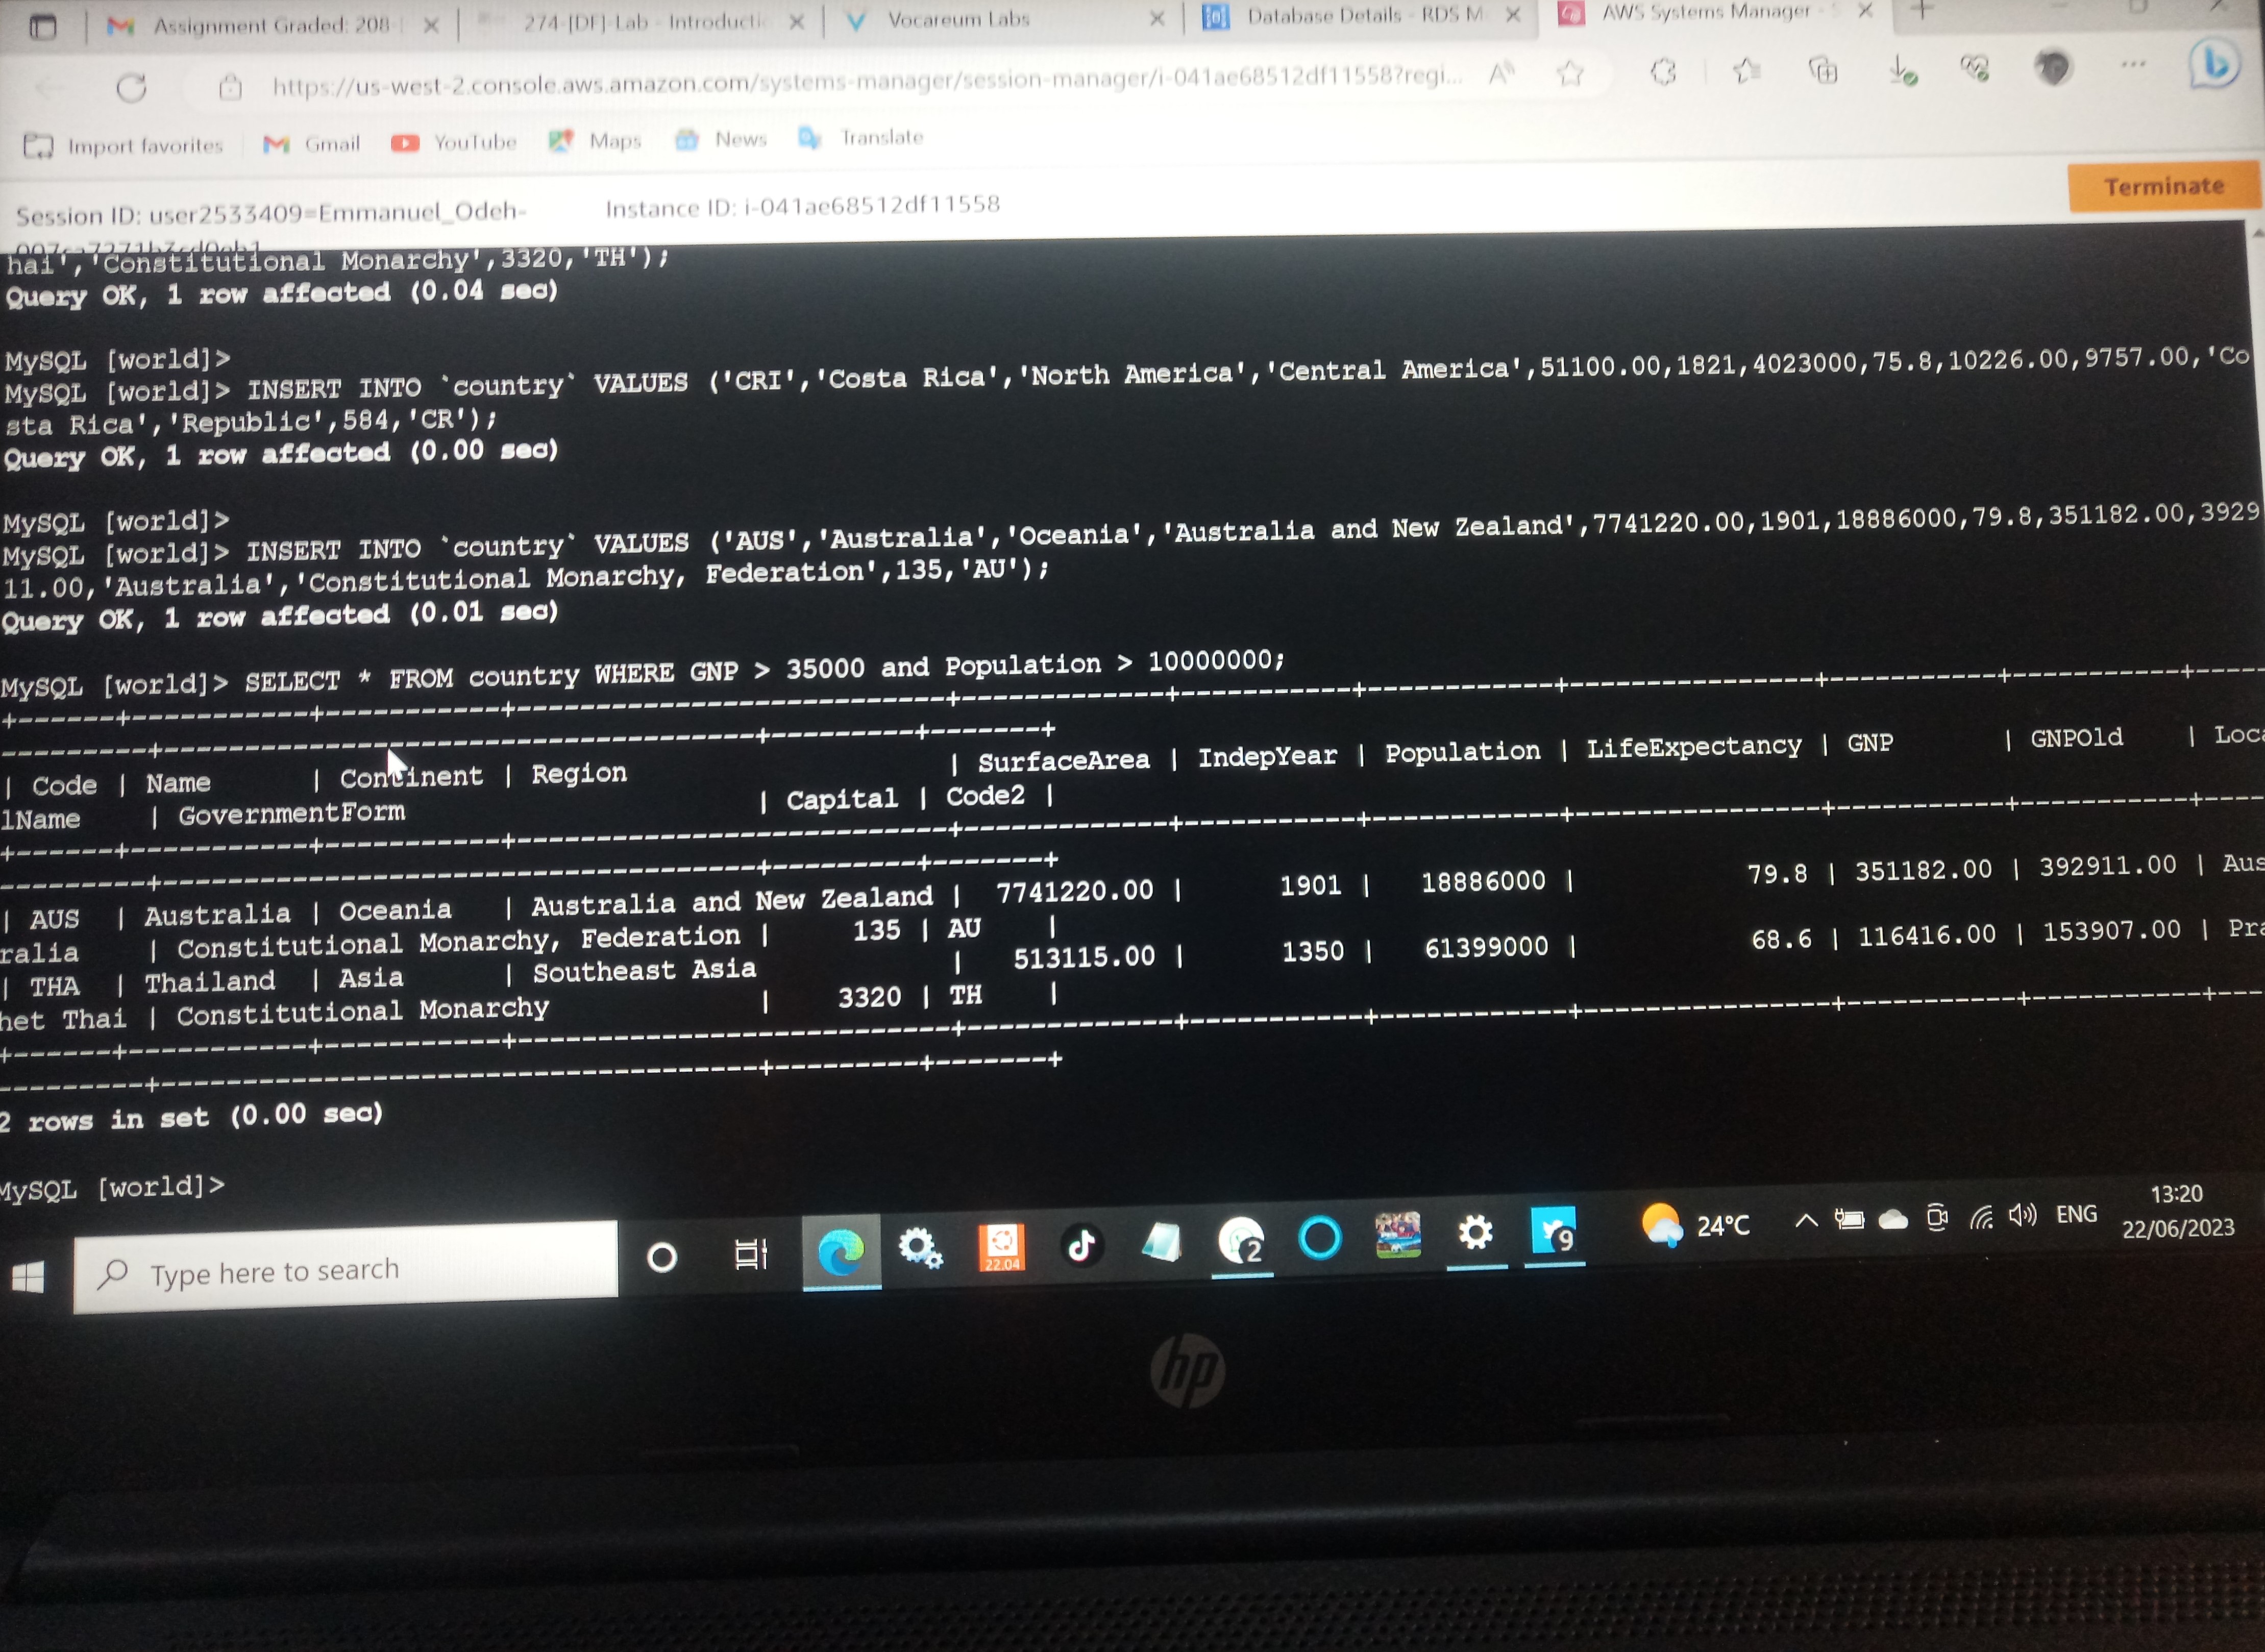 Assignment Graded: 208
274-[DF]-Lab - Introducti
Vocareum Labs
Database Details - RDS M
AWS Systems Manager -
https://us-west-2.console.aws.amazon.com/systems-manager/session-manager/i-041ae68512df11558?regi...
Import favorites
Gmail
YouTube
Maps
News
Translate
Terminate
Session ID: user2533409=Emmanuel_Odeh-
Instance ID: i-041ae68512df11558
hai','Constitutional Monarchy',3320,'TH');
Query OK, 1 row affected (0.04 sec)
MySQL [world]>
MySQL [world]> INSERT INTO `country` VALUES ('CRI','Costa Rica','North America','Central America',51100.00,1821,4023000,75.8,10226.00,9757.00,'Co
sta Rica','Republic',584,'CR');
Query OK, 1 row affected (0.00 sec)
MySQL [world]>
MySQL [world]> INSERT INTO `country` VALUES ('AUS','Australia','Oceania','Australia and New Zealand',7741220.00,1901,18886000,79.8,351182.00,3929
11.00,'Australia','Constitutional Monarchy, Federation',135,'AU');
Query OK, 1 row affected (0.01 sec)
MySQL [world]> SELECT * FROM country WHERE GNP > 35000 and Population > 10000000;
| Code | Name | Continent | Region | SurfaceArea | IndepYear | Population | LifeExpectancy | GNP | GNPOld | Loca
lName | GovernmentForm | Capital | Code2 |
| AUS | Australia | Oceania | Australia and New Zealand | 7741220.00 | 1901 | 18886000 | 79.8 | 351182.00 | 392911.00 | Aus
ralia | Constitutional Monarchy, Federation | 135 | AU |
| THA | Thailand | Asia | Southeast Asia | 513115.00 | 1350 | 61399000 | 68.6 | 116416.00 | 153907.00 | Pra
het Thai | Constitutional Monarchy | 3320 | TH |
2 rows in set (0.00 sec)
MySQL [world]>
Type here to search
22.04
2
9
24°C
ENG
13:20
22/06/2023
hp